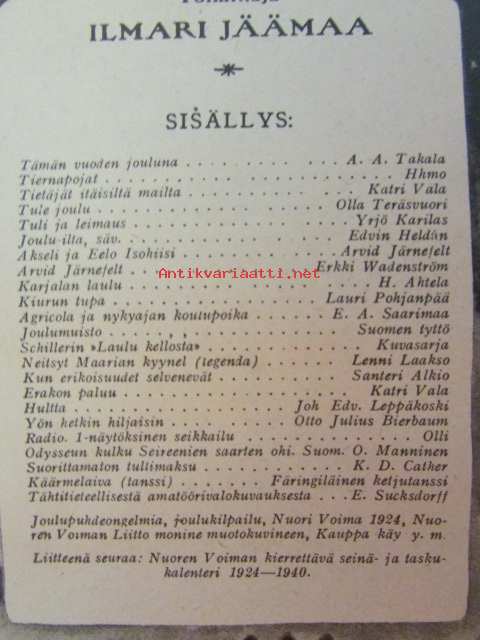 ILMARI JÄÄMAA
SISÄLLYS:
Tämän vuoden jouluna . . . . . . . . . . . . A. A. Takala
Tiernapojat . . . . . . . . . . . . . . . . . . Hhmo
Tietäjät itäisiltä mailta . . . . . . . . . . . . Katri Vala
Tule joulu . . . . . . . . . . . . . . . Olla Teräsvuori
Tuli ja leimaus . . . . . . . . . . . . . . Yrjö Karilas
Joulu-ilta, säv. . . . . . . . . . . . . . Edvin Heldán
Akseli ja Eelo Isohiisi . . . . . . . . . . Arvid Järnefelt
Arvid Järnefelt . . . . . . . . . . . . Erkki Wadenström
Antikvariaatti.net
Karjalan laulu . . . . . . . . . . . . . . . H. Ahtela
Kiurun tupa . . . . . . . . . . . . . . Lauri Pohjanpää
Agricola ja nykyajan koulupoika . . . . E. A. Saarimaa
Joulumuisto . . . . . . . . . . . . . . . Suomen tyttö
Schillerin »Laulu kellosta» . . . . . . . . . Kuvasarja
Neitsyt Maarian kyynel (legenda) . . . . Lenni Laakso
Kun erikoisuudet selvenevät . . . . . . . Santeri Alkio
Erakon paluu . . . . . . . . . . . . . . . . Katri Vala
Hultta . . . . . . . . . . . . . Joh Edv. Leppäkoski
Yön hetkin hiljaisin . . . . . . . . Otto Julius Bierbaum
Radio. 1-näytöksinen seikkailu . . . . . . . . . . Olli
Odysseun kulku Seireenien saarten ohi. Suom. O. Manninen
Suorittamaton tultimaksu . . . . . . . . . K. D. Cather
Käärmelaiva (tanssi) . . . . . . Färingiläinen ketjutanssi
Tähtitieteellisestä amatöörivalokuvauksesta . . . E. Sucksdorff
Joulupuhdeongelmia, joulukilpailu, Nuori Voima 1924, Nuo-
ren Voiman Liitto monine muotokuvineen, Kauppa käy y. m.
Liitteenä seuraa: Nuoren Voiman kierrettävä seinä- ja tasku-
kalenteri 1924—1940.